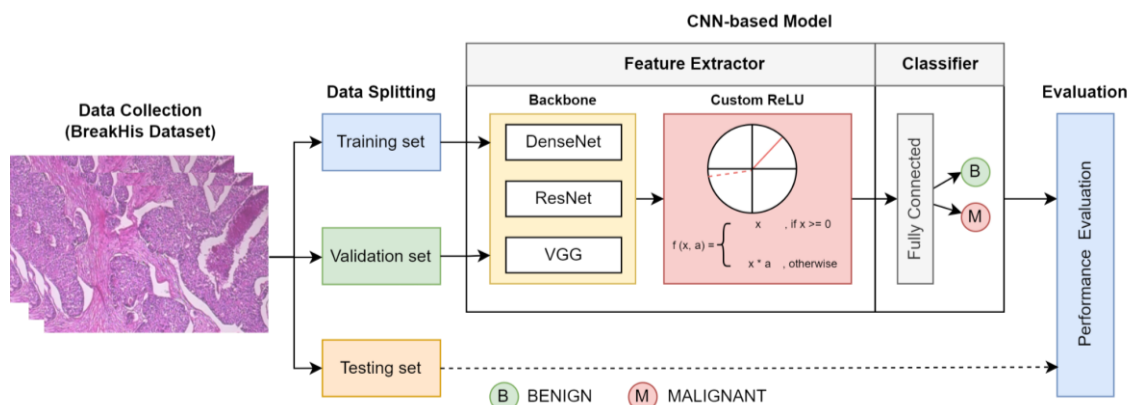 CNN-based Model
Feature Extractor
Classifier
Data Collection
(BreakHis Dataset)
Data Splitting
Training set
Validation set
Testing set
Backbone
DenseNet
ResNet
VGG
Custom ReLU
x , if x >= 0
f (x, a) =
x * a , otherwise
Fully Connected
B
M
Evaluation
Performance Evaluation
B BENIGN
M MALIGNANT